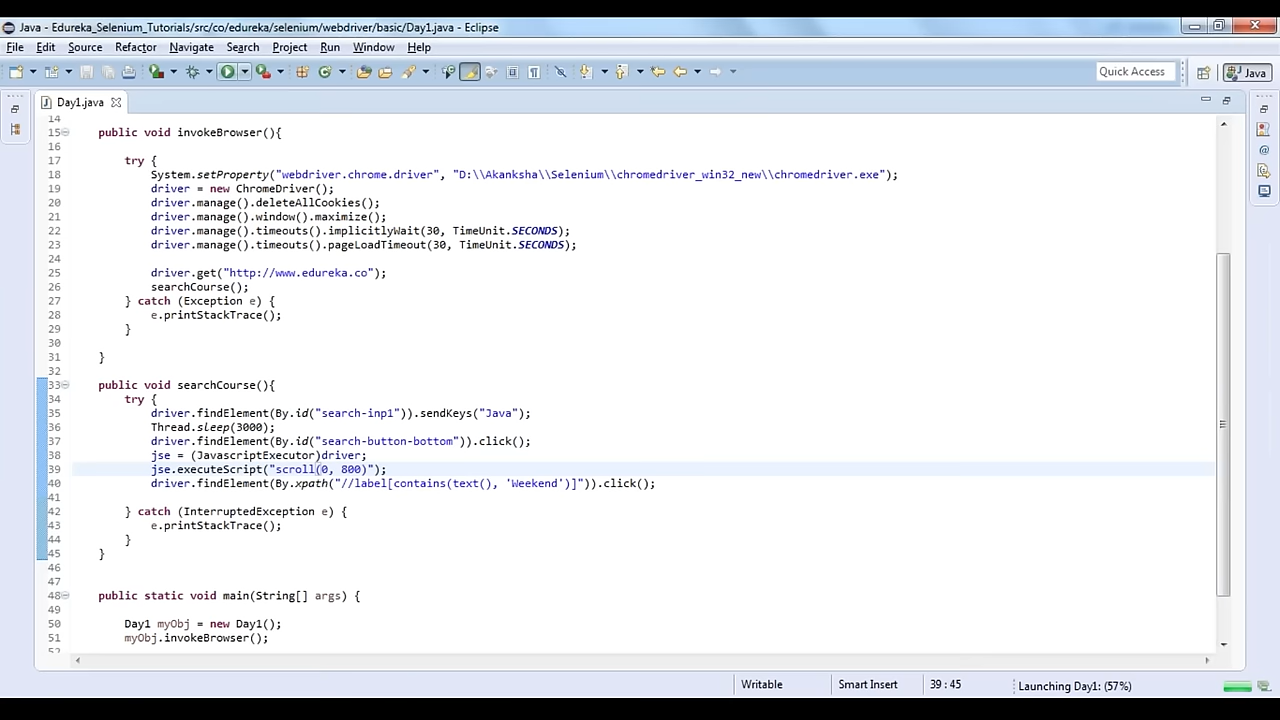 Java - Edureka_Selenium_Tutorials/src/co/edureka/selenium/webdriver/basic/Day1.java - Eclipse
File Edit Source Refactor Navigate Search Project Run Window Help
Quick Access
Java
Day1.java
14
15 public void invokeBrowser(){
16
17 try {
18 System.setProperty("webdriver.chrome.driver", "D:\\Akanksha\\Selenium\\chromedriver_win32_new\\chromedriver.exe");
19 driver = new ChromeDriver();
20 driver.manage().deleteAllCookies();
21 driver.manage().window().maximize();
22 driver.manage().timeouts().implicitlyWait(30, TimeUnit.SECONDS);
23 driver.manage().timeouts().pageLoadTimeout(30, TimeUnit.SECONDS);
24
25 driver.get("http://www.edureka.co");
26 searchCourse();
27 } catch (Exception e) {
28 e.printStackTrace();
29 }
30
31 }
32
33 public void searchCourse(){
34 try {
35 driver.findElement(By.id("search-inp1")).sendKeys("Java");
36 Thread.sleep(3000);
37 driver.findElement(By.id("search-button-bottom")).click();
38 jse = (JavascriptExecutor)driver;
39 jse.executeScript("scroll(0, 800)");
40 driver.findElement(By.xpath("//label[contains(text(), 'Weekend')]")).click();
41
42 } catch (InterruptedException e) {
43 e.printStackTrace();
44 }
45 }
46
47
48 public static void main(String[] args) {
49
50 Day1 myObj = new Day1();
51 myObj.invokeBrowser();
52
Writable Smart Insert 39 : 45 Launching Day1: (57%)